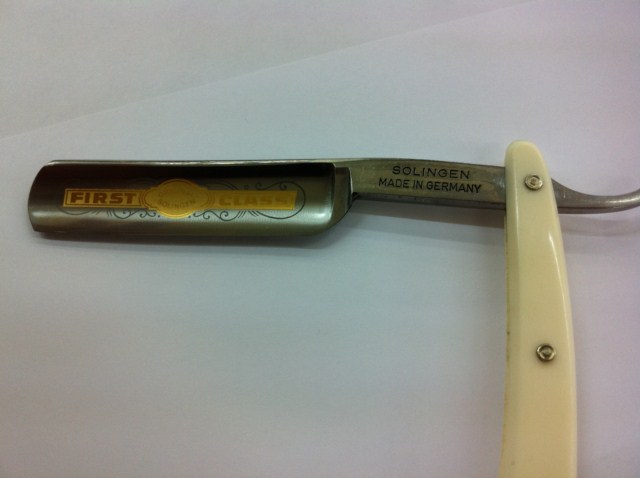 FIRST CLASS
SOLINGEN
MADE IN GERMANY